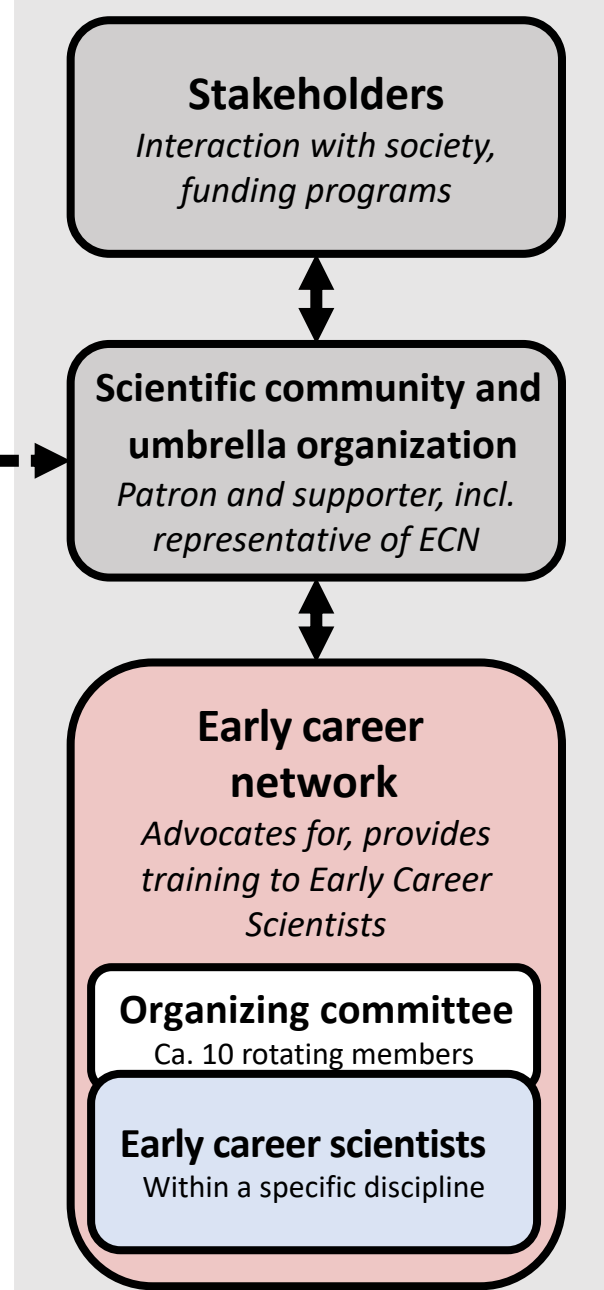 Stakeholders
Interaction with society,
funding programs
Scientific community and
umbrella organization
Patron and supporter, incl.
representative of ECN
Early career
network
Advocates for, provides
training to Early Career
Scientists
Organizing committee
Ca. 10 rotating members
Early career scientists
Within a specific discipline